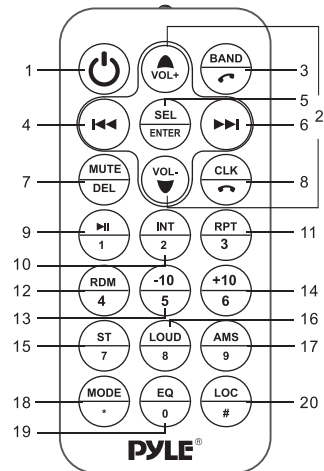 VOL+
BAND
1
3
2
5
SEL
ENTER
4
6
MUTE
DEL
VOL-
CLK
7
8
9
1
INT
2
RPT
3
11
10
RDM
4
-10
5
+10
6
12
14
13
16
ST
7
LOUD
8
AMS
9
15
17
MODE
*
EQ
0
LOC
#
18
20
19
PYLE®